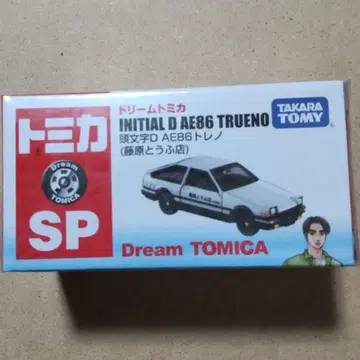 ドリームトミカ
INITIAL D AE86 TRUENO
頭文字D AE86トレノ
(藤原とうふ店)
TAKARA
TOMY
トミカ
Dream
TOMICA
SP
Dream TOMICA